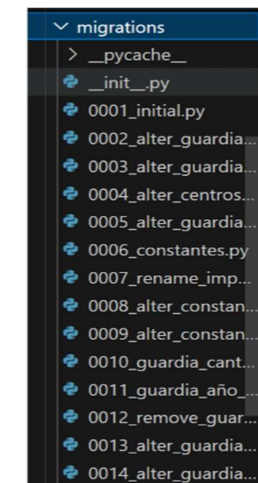 migrations
__pycache__
__init__.py
0001_initial.py
0002_alter_guardia...
0003_alter_guardia...
0004_alter_centros...
0005_alter_guardia...
0006_constantes.py
0007_rename_imp...
0008_alter_constan...
0009_alter_constan...
0010_guardia_cant...
0011_guardia_año_...
0012_remove_guar...
0013_alter_guardia...
0014_alter_guardia...